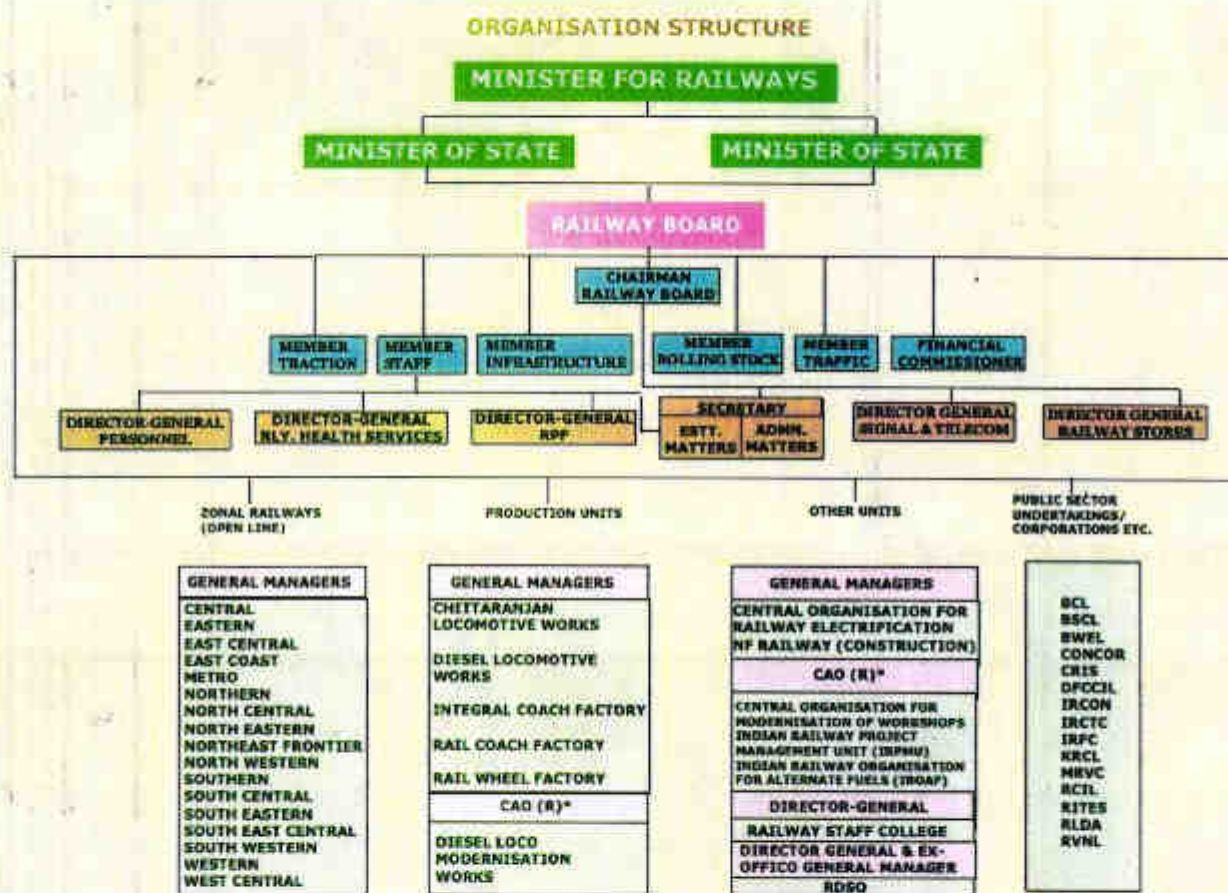 ORGANISATION STRUCTURE
MINISTER FOR RAILWAYS
MINISTER OF STATE
MINISTER OF STATE
RAILWAY BOARD
CHAIRMAN
RAILWAY BOARD
MEMBER
TRACTION
MEMBER
STAFF
MEMBER
INFRASTRUCTURE
MEMBER
ROLLING STOCK
MEMBER
TRAFFIC
FINANCIAL
COMMISSIONER
DIRECTOR-GENERAL
PERSONNEL
DIRECTOR-GENERAL
RLY. HEALTH SERVICES
DIRECTOR-GENERAL
RPF
SECRETARY
ESTT.
MATTERS
ADMN.
MATTERS
DIRECTOR GENERAL
SIGNAL & TELECOM
DIRECTOR GENERAL
RAILWAY STORES
ZONAL RAILWAYS
(OPEN LINE)
PRODUCTION UNITS
OTHER UNITS
PUBLIC SECTOR
UNDERTAKINGS/
CORPORATIONS ETC.
GENERAL MANAGERS
CENTRAL
EASTERN
EAST CENTRAL
EAST COAST
METRO
NORTHERN
NORTH CENTRAL
NORTH EASTERN
NORTHEAST FRONTIER
NORTH WESTERN
SOUTHERN
SOUTH CENTRAL
SOUTH EASTERN
SOUTH EAST CENTRAL
SOUTH WESTERN
WESTERN
WEST CENTRAL
GENERAL MANAGERS
CHITTARANJAN
LOCOMOTIVE WORKS
DIESEL LOCOMOTIVE
WORKS
INTEGRAL COACH FACTORY
RAIL COACH FACTORY
RAIL WHEEL FACTORY
CAO (R)*
DIESEL LOCO
MODERNISATION
WORKS
GENERAL MANAGERS
CENTRAL ORGANISATION FOR
RAILWAY ELECTRIFICATION
NF RAILWAY (CONSTRUCTION)
CAO (R)*
CENTRAL ORGANISATION FOR
MODERNISATION OF WORKSHOPS
INDIAN RAILWAY PROJECT
MANAGEMENT UNIT (IRPMU)
INDIAN RAILWAY ORGANISATION
FOR ALTERNATE FUELS (IROAF)
DIRECTOR-GENERAL
RAILWAY STAFF COLLEGE
DIRECTOR GENERAL & EX-
OFFICO GENERAL MANAGER
RDSO
BCL
BSCL
BWEL
CONCOR
CRIS
DFCCIL
IRCON
IRCTC
IRFC
KRCL
MRVC
RCIL
RITES
RLDA
RVNL